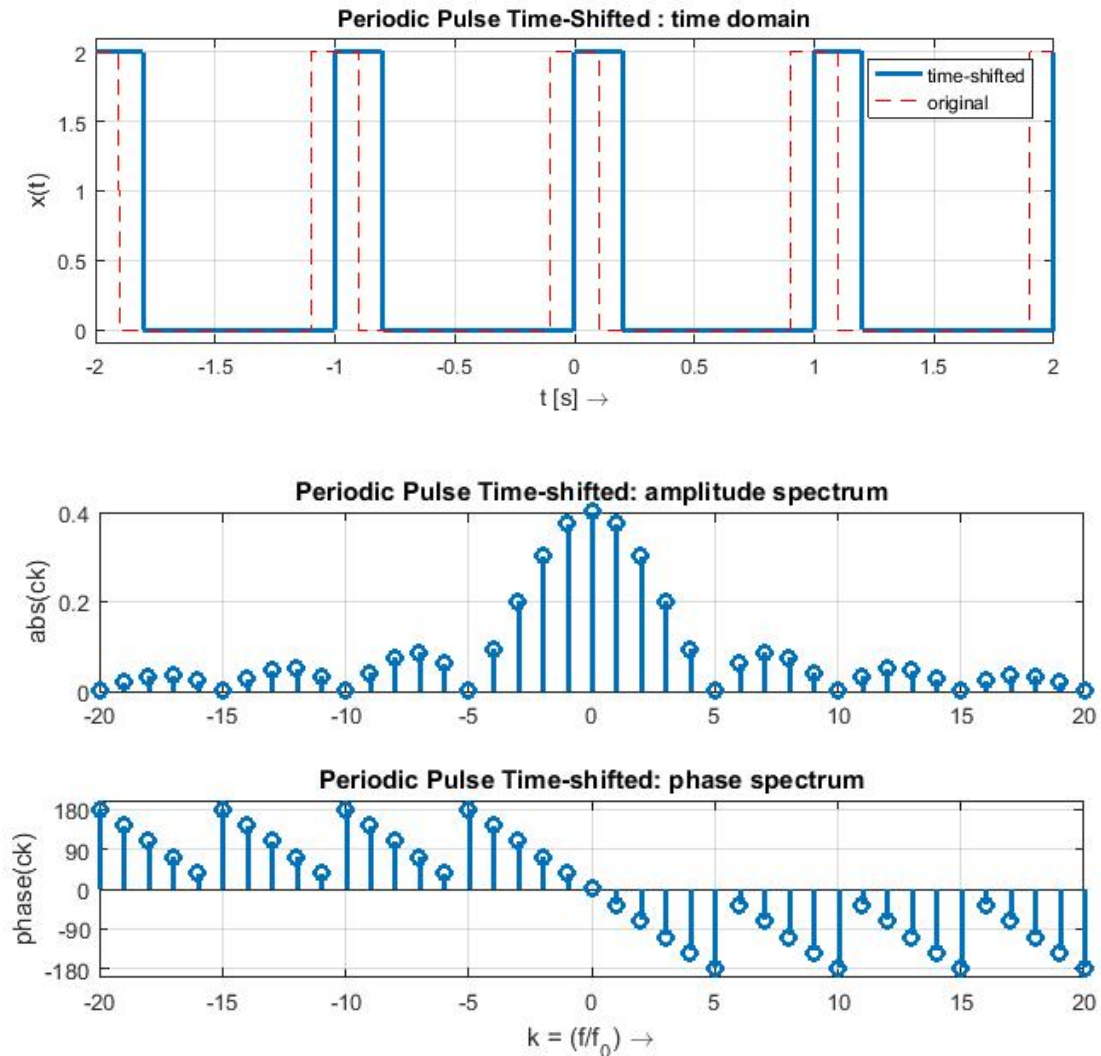 Periodic Pulse Time-Shifted : time domain
2
1.5
1
0.5
0
x(t)
time-shifted
original
-2 -1.5 -1 -0.5 0 0.5 1 1.5 2
t [s] →
Periodic Pulse Time-shifted: amplitude spectrum
0.4
0.2
0
abs(ck)
-20 -15 -10 -5 0 5 10 15 20
Periodic Pulse Time-shifted: phase spectrum
180
90
0
-90
-180
phase(ck)
-20 -15 -10 -5 0 5 10 15 20
k = (f/f₀) →